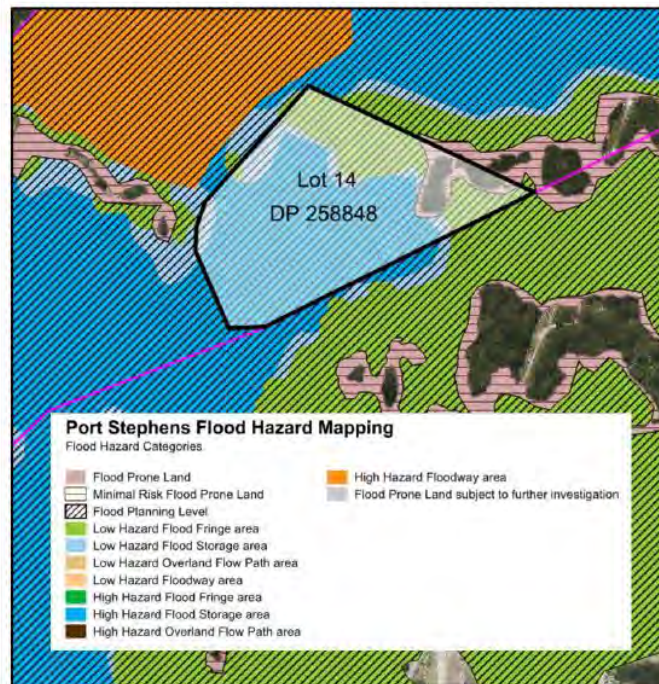 Lot 14
DP 258848
Port Stephens Flood Hazard Mapping
Flood Hazard Categories
Flood Prone Land
Minimal Risk Flood Prone Land
Flood Planning Level
Low Hazard Flood Fringe area
Low Hazard Flood Storage area
Low Hazard Overland Flow Path area
Low Hazard Floodway area
High Hazard Flood Fringe area
High Hazard Flood Storage area
High Hazard Overland Flow Path area
High Hazard Floodway area
Flood Prone Land subject to further investigation